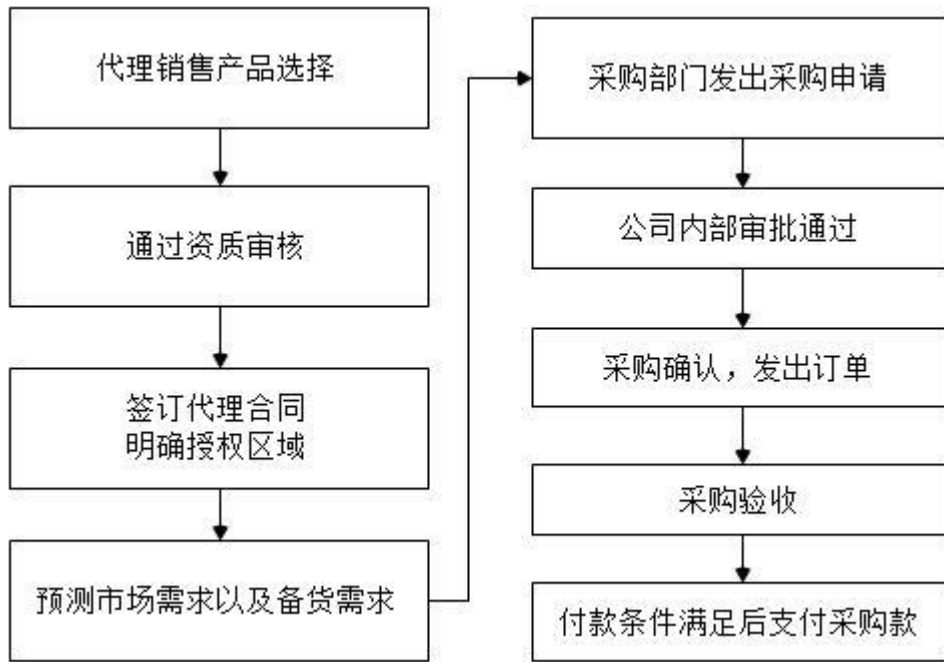 代理销售产品选择
通过资质审核
签订代理合同
明确授权区域
预测市场需求以及备货需求
采购部门发出采购申请
公司内部审批通过
采购确认，发出订单
采购验收
付款条件满足后支付采购款